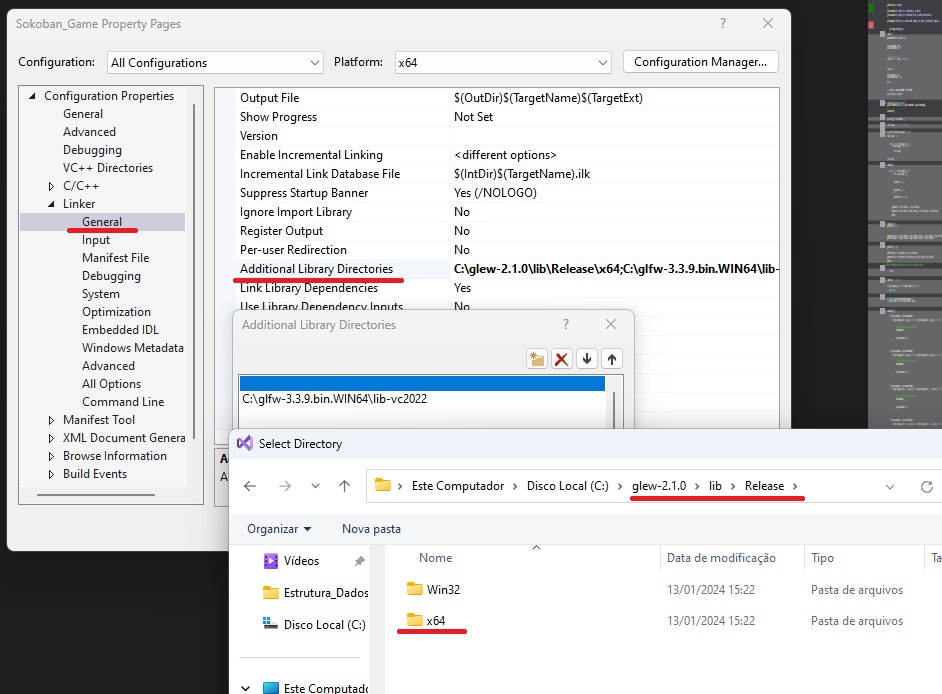 Sokoban_Game Property Pages
Configuration: All Configurations Platform: x64 Configuration Manager...
Configuration Properties
General
Advanced
Debugging
VC++ Directories
C/C++
Linker
General
Input
Manifest File
Debugging
System
Optimization
Embedded IDL
Windows Metadata
Advanced
All Options
Command Line
Manifest Tool
XML Document Genera
Browse Information
Build Events
Output File $(OutDir)$(TargetName)$(TargetExt)
Show Progress Not Set
Version
Enable Incremental Linking <different options>
Incremental Link Database File $(IntDir)$(TargetName).ilk
Suppress Startup Banner Yes (/NOLOGO)
Ignore Import Library No
Register Output No
Per-user Redirection No
Additional Library Directories C:\glew-2.1.0\lib\Release\x64;C:\glfw-3.3.9.bin.WIN64\lib-
Link Library Dependencies Yes
Use Library Dependency Inputs No
Additional Library Directories
C:\glfw-3.3.9.bin.WIN64\lib-vc2022
Select Directory
Este Computador > Disco Local (C:) > glew-2.1.0 > lib > Release >
Organizar Nova pasta
Vídeos
Estrutura_Dados
Disco Local (C:)
Este Computado
Nome Data de modificação Tipo Ta
Win32 13/01/2024 15:22 Pasta de arquivos
x64 13/01/2024 15:22 Pasta de arquivos